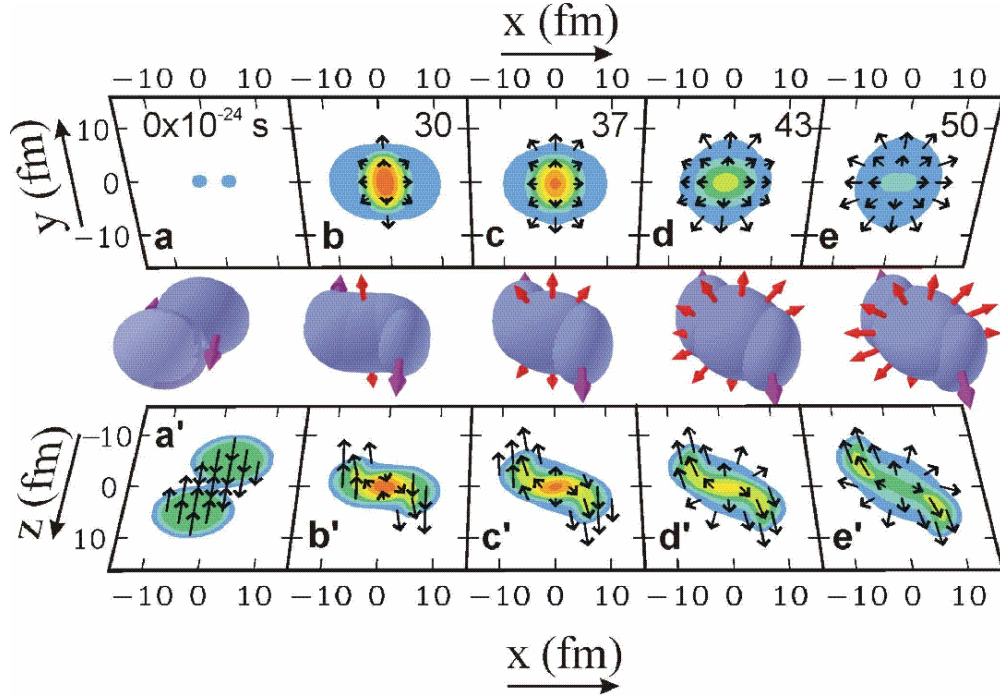 x (fm)
−10 0 10 −10 0 10 −10 0 10 −10 0 10 −10 0 10
y (fm)
10
0
−10
0x10⁻²⁴ s 30 37 43 50
a b c d e
z (fm)
-10
0
10
a' b' c' d' e'
−10 0 10 −10 0 10 −10 0 10 −10 0 10 −10 0 10
x (fm)